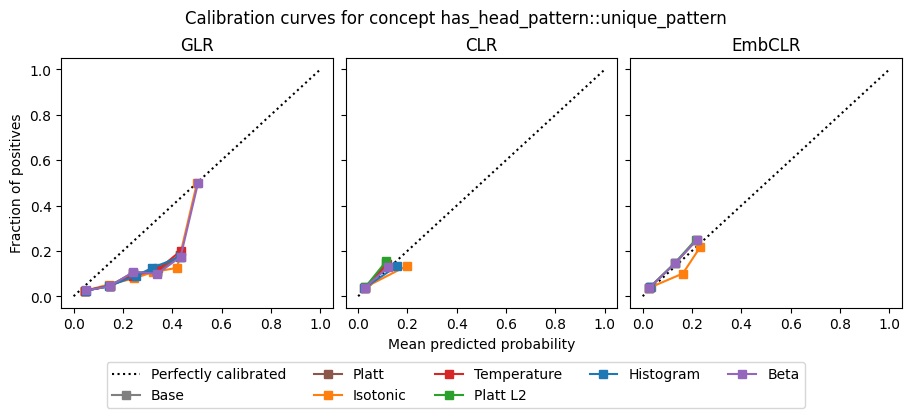 Calibration curves for concept has_head_pattern::unique_pattern
GLR
CLR
EmbCLR
Fraction of positives
1.0
0.8
0.6
0.4
0.2
0.0
0.0 0.2 0.4 0.6 0.8 1.0
0.0 0.2 0.4 0.6 0.8 1.0
0.0 0.2 0.4 0.6 0.8 1.0
Mean predicted probability
Perfectly calibrated Platt Temperature Histogram Beta
Base Isotonic Platt L2